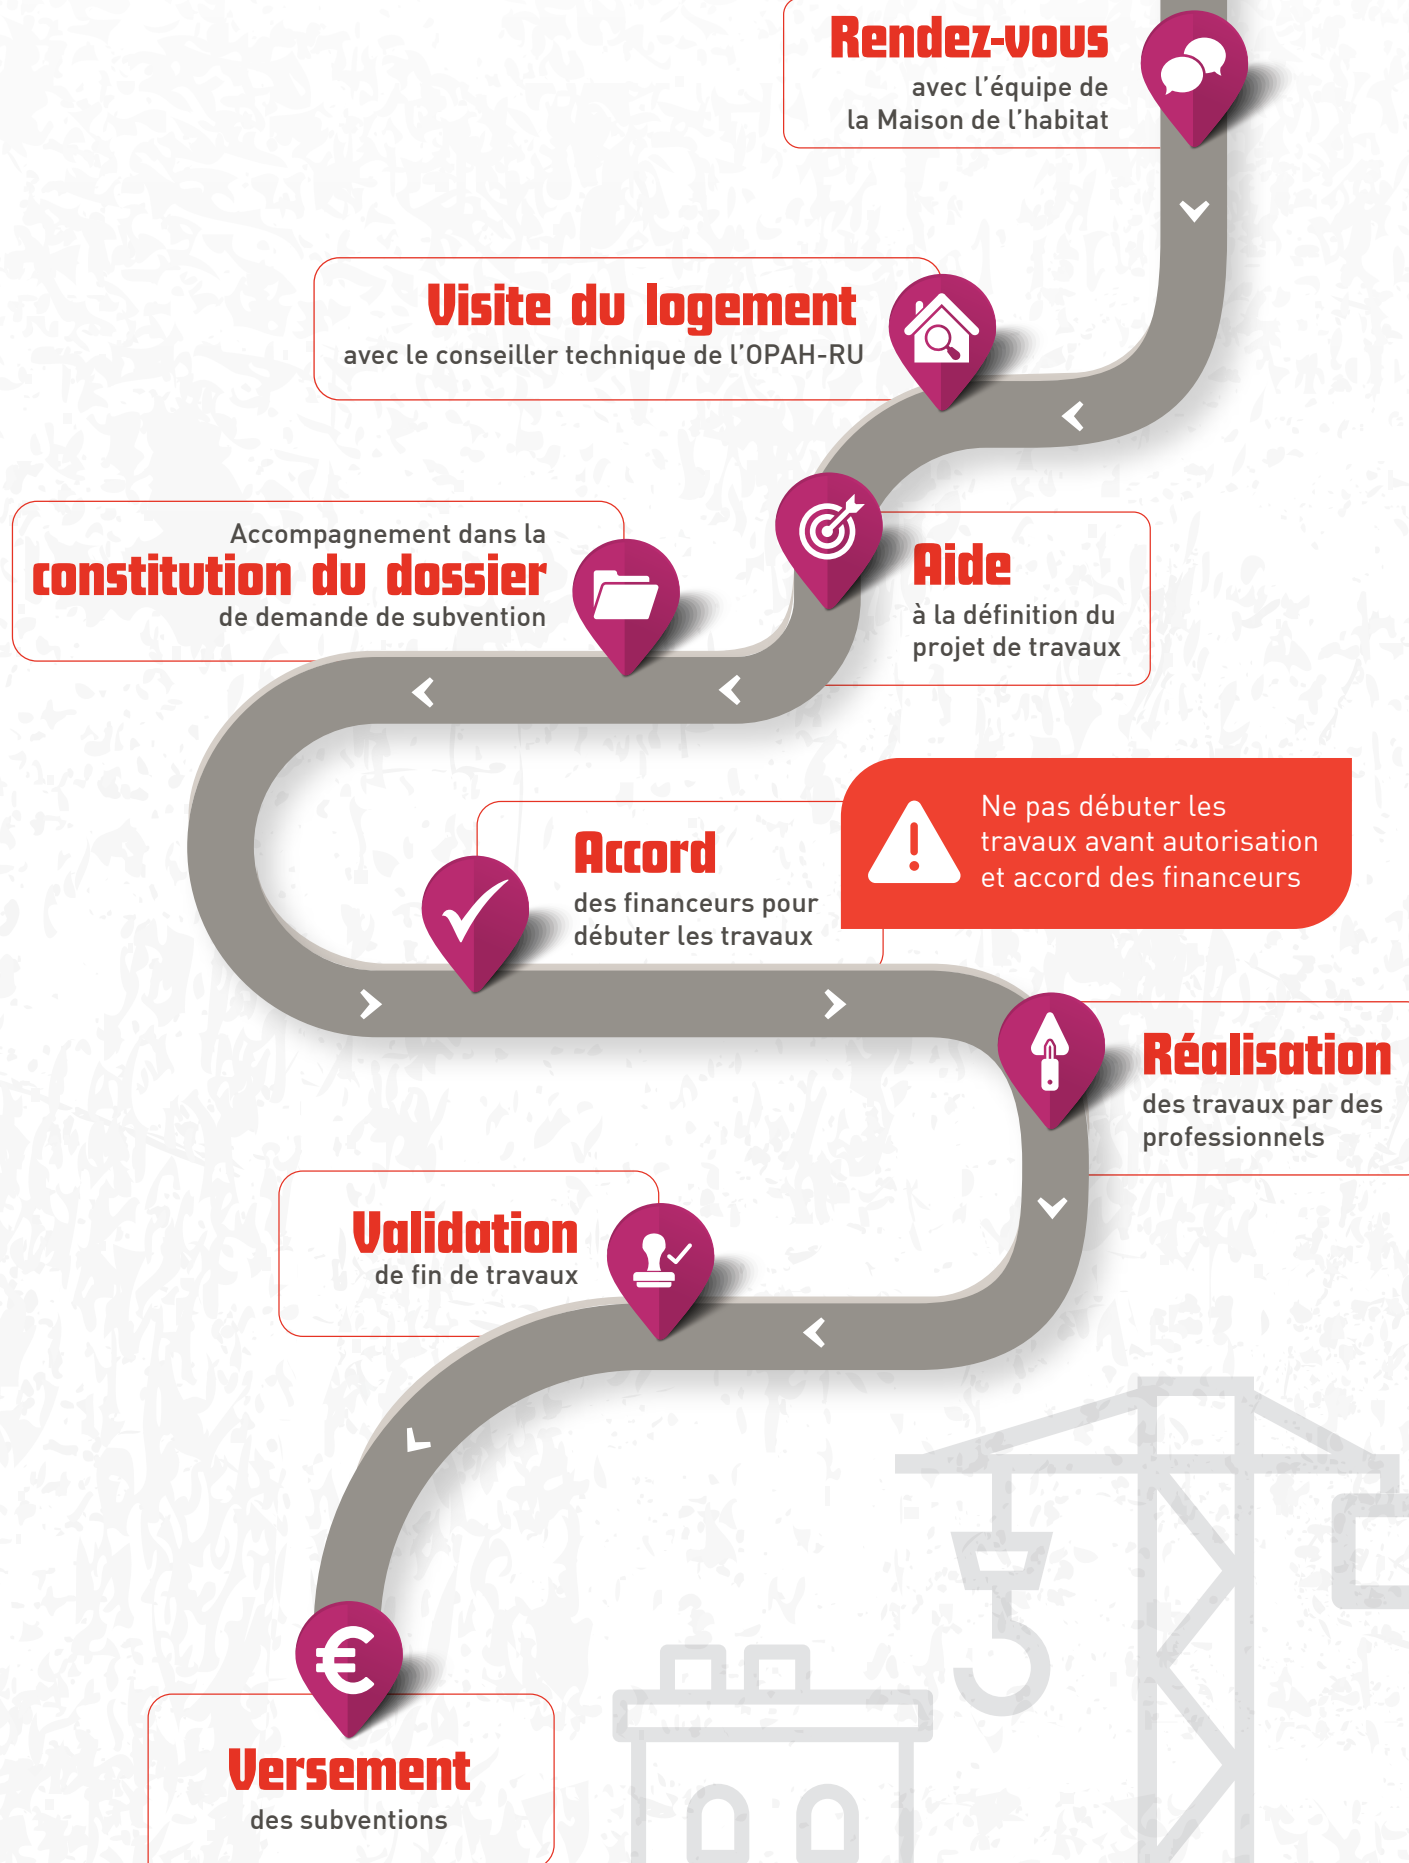 Rendez-vous
avec l'équipe de
la Maison de l'habitat
Visite du logement
avec le conseiller technique de l'OPAH-RU
Aide
à la définition du
projet de travaux
Accompagnement dans la
constitution du dossier
de demande de subvention
Accord
des financeurs pour
débuter les travaux
Ne pas débuter les
travaux avant autorisation
et accord des financeurs
Réalisation
des travaux par des
professionnels
Validation
de fin de travaux
€
Versement
des subventions